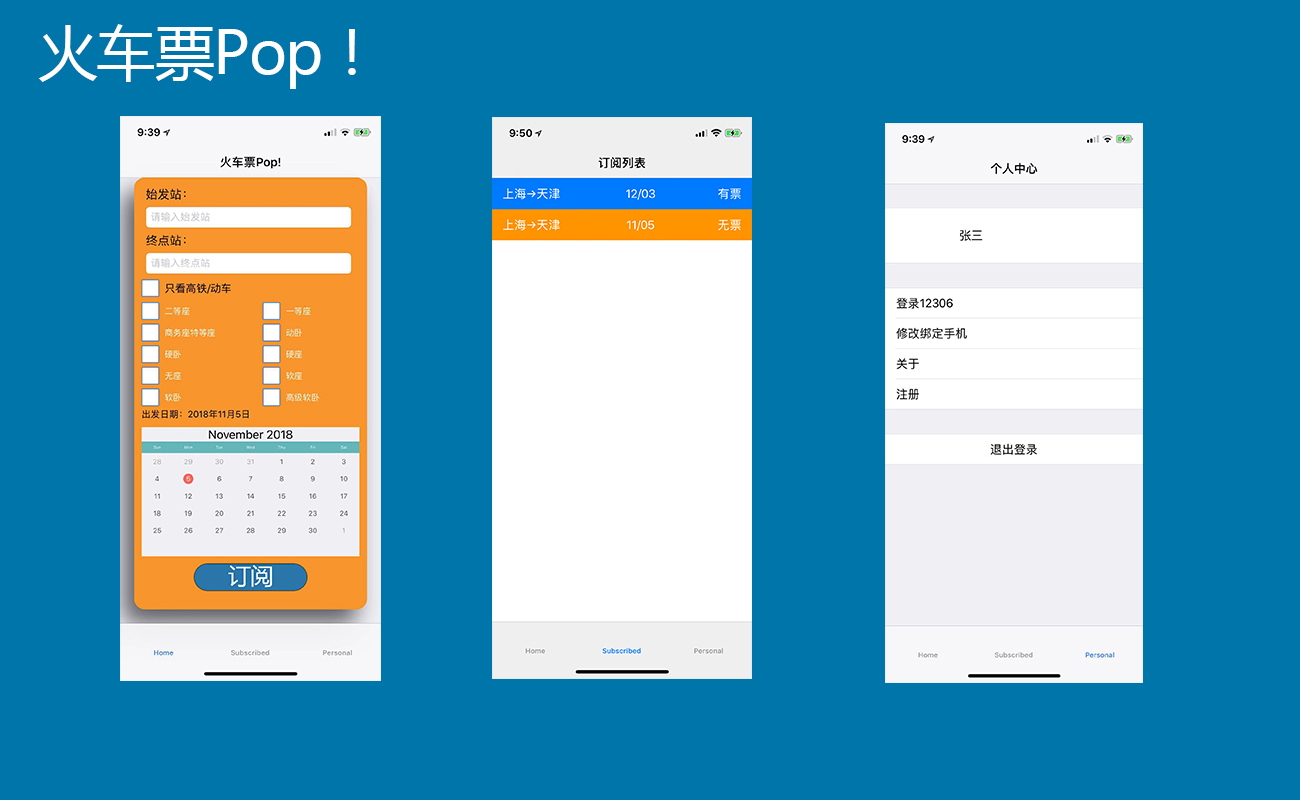 火车票Pop！
9:39
火车票Pop!
始发站：
请输入始发站
终点站：
请输入终点站
只看高铁/动车
二等座 一等座
商务座特等座 动卧
硬卧 硬座
无座 软座
软卧 高级软卧
出发日期：2018年11月5日
November 2018
Sun Mon Tue Wed Thu Fri Sat
28 29 30 31 1 2 3
4 5 6 7 8 9 10
11 12 13 14 15 16 17
18 19 20 21 22 23 24
25 26 27 28 29 30 1
订阅
Home Subscribed Personal
9:50
订阅列表
上海→天津 12/03 有票
上海→天津 11/05 无票
Home Subscribed Personal
9:39
个人中心
张三
登录12306
修改绑定手机
关于
注册
退出登录
Home Subscribed Personal